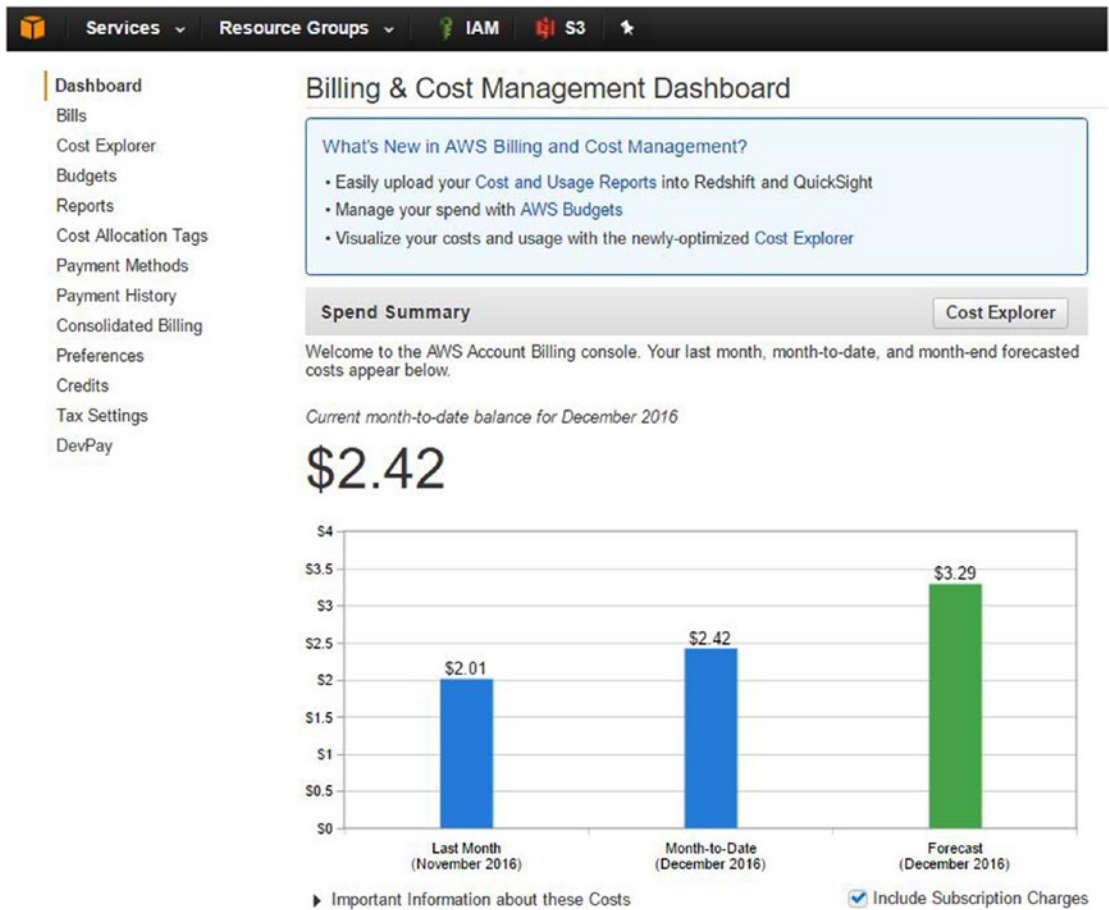 Services Resource Groups IAM S3
Dashboard
Bills
Cost Explorer
Budgets
Reports
Cost Allocation Tags
Payment Methods
Payment History
Consolidated Billing
Preferences
Credits
Tax Settings
DevPay
Billing & Cost Management Dashboard
What's New in AWS Billing and Cost Management?
• Easily upload your Cost and Usage Reports into Redshift and QuickSight
• Manage your spend with AWS Budgets
• Visualize your costs and usage with the newly-optimized Cost Explorer
Spend Summary
Cost Explorer
Welcome to the AWS Account Billing console. Your last month, month-to-date, and month-end forecasted
costs appear below.
Current month-to-date balance for December 2016
$2.42
$4
$3.5
$3
$2.5
$2
$1.5
$1
$0.5
$0
$2.01
$2.42
$3.29
Last Month
(November 2016)
Month-to-Date
(December 2016)
Forecast
(December 2016)
Important Information about these Costs
Include Subscription Charges